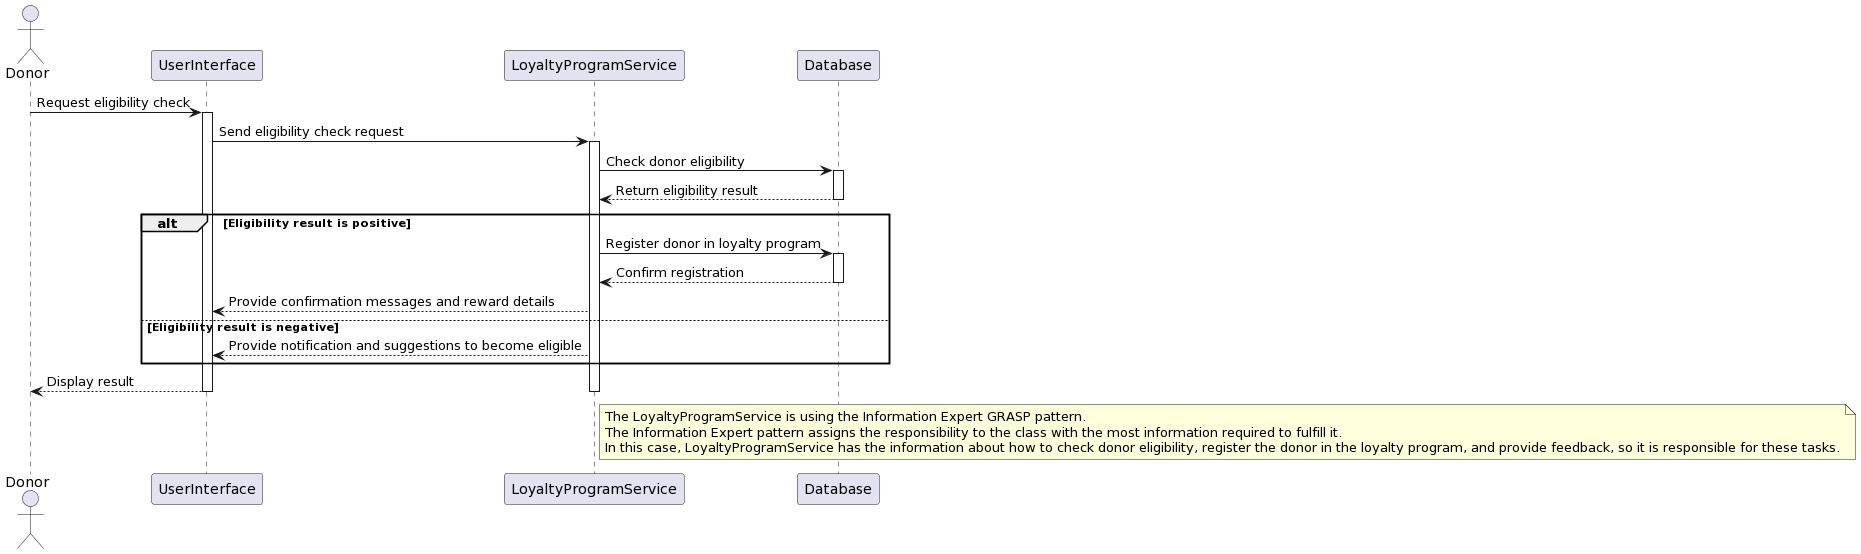 Donor
UserInterface
LoyaltyProgramService
Database
Request eligibility check
Send eligibility check request
Check donor eligibility
Return eligibility result
alt
[Eligibility result is positive]
Register donor in loyalty program
Confirm registration
Provide confirmation messages and reward details
[Eligibility result is negative]
Provide notification and suggestions to become eligible
Display result
The LoyaltyProgramService is using the Information Expert GRASP pattern.
The Information Expert pattern assigns the responsibility to the class with the most information required to fulfill it.
In this case, LoyaltyProgramService has the information about how to check donor eligibility, register the donor in the loyalty program, and provide feedback, so it is responsible for these tasks.
Donor
UserInterface
LoyaltyProgramService
Database